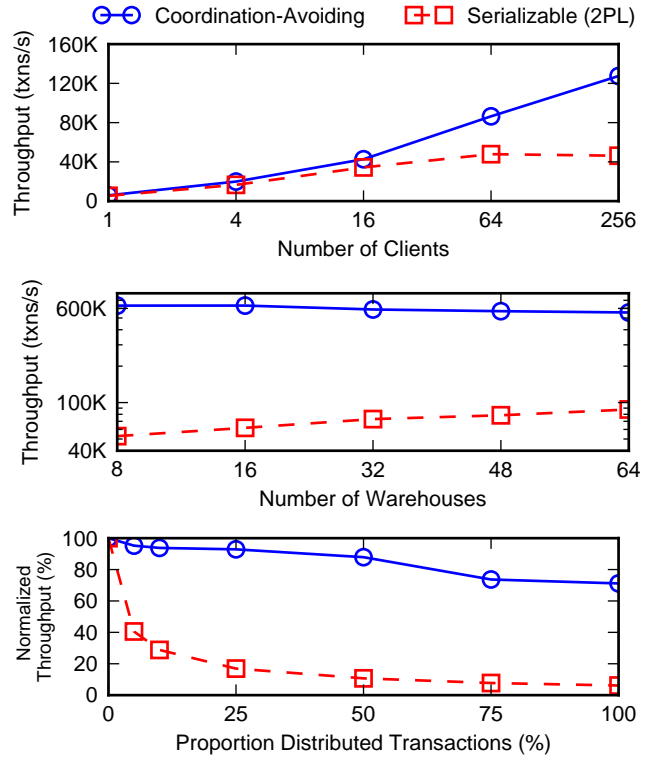 Coordination-Avoiding Serializable (2PL)
160K
120K
80K
40K
0
Throughput (txns/s)
1 4 16 64 256
Number of Clients
600K
100K
40K
Throughput (txns/s)
8 16 32 48 64
Number of Warehouses
100
80
60
40
20
0
Normalized
Throughput (%)
0 25 50 75 100
Proportion Distributed Transactions (%)